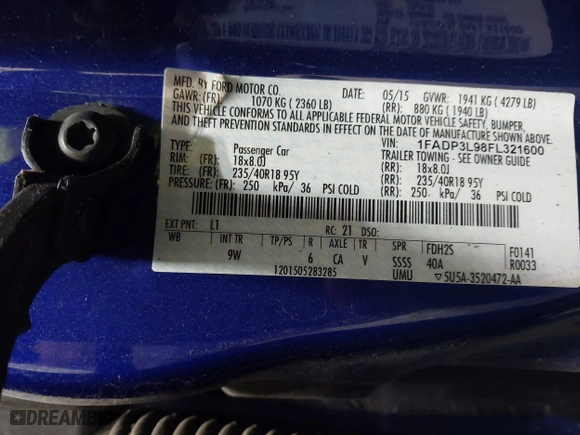 MFD. BY FORD MOTOR CO.
DATE: 05/15 GVWR: 1941 KG ( 4279 LB)
GAWR: (FR): 1070 KG ( 2360 LB) (RR): 880 KG ( 1940 LB)
THIS VEHICLE CONFORMS TO ALL APPLICABLE FEDERAL MOTOR VEHICLE SAFETY, BUMPER,
AND THEFT PREVENTION STANDARDS IN EFFECT ON THE DATE OF MANUFACTURE SHOWN ABOVE.
VIN: 1FADP3L98FL321600
TYPE: Passenger Car TRAILER TOWING - SEE OWNER GUIDE
RIM: (FR): 18x8.0J (RR): 18x8.0J
TIRE: (FR): 235/40R18 95Y (RR): 235/40R18 95Y
PRESSURE: (FR): 250 kPa/ 36 PSI COLD (RR): 250 kPa/ 36 PSI COLD
EXT PNT: L1 RC: 21 DSO:
WB INT TR TP/PS R AXLE TR SPR FDH2S F0141
9W 6 CA V SSSS 40A R0033
1201505283285 UMU ▽5U5A-3520472-AA